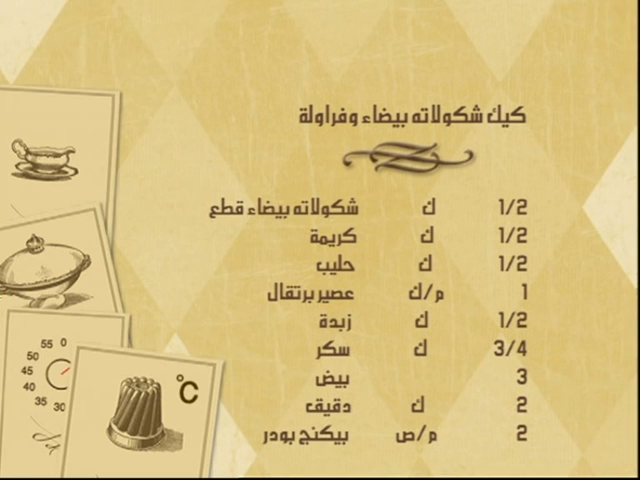 كيك شكولاته بيضاء وفراولة
1/2 ك شكولاته بيضاء قطع
1/2 ك كريمة
1/2 ك حليب
1 م/ك عصير برتقال
1/2 ك زبدة
3/4 ك سكر
3 بيض
2 ك دقيق
2 م/ص بيكنج بودر
55 0
50
45
40
35 30
°C